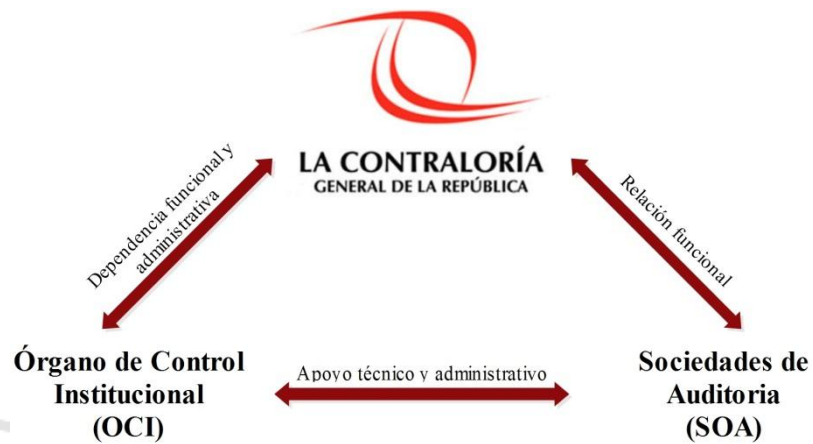 LA CONTRALORÍA
GENERAL DE LA REPÚBLICA
Dependencia funcional y
administrativa
Relación funcional
Órgano de Control
Institucional
(OCI)
Apoyo técnico y administrativo
Sociedades de
Auditoria
(SOA)